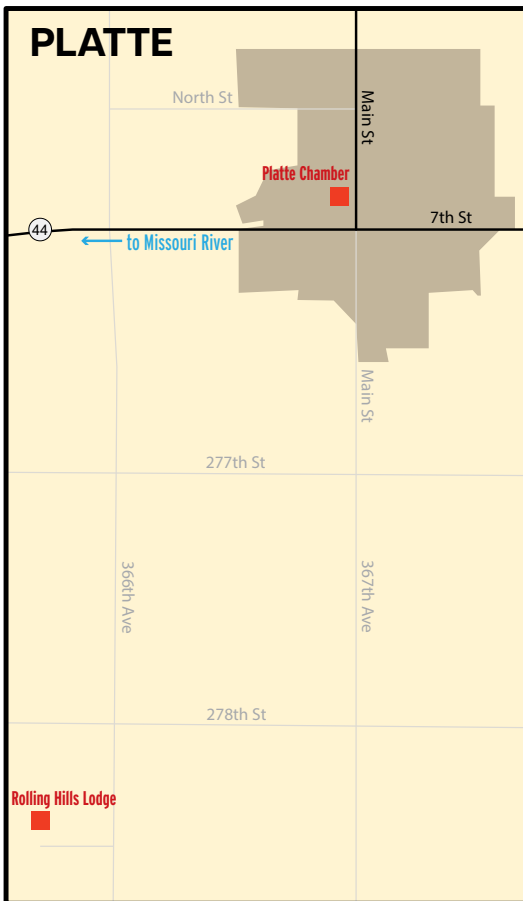 PLATTE
North St
Main St
Platte Chamber
7th St
44
to Missouri River
Main St
277th St
366th Ave
367th Ave
278th St
Rolling Hills Lodge